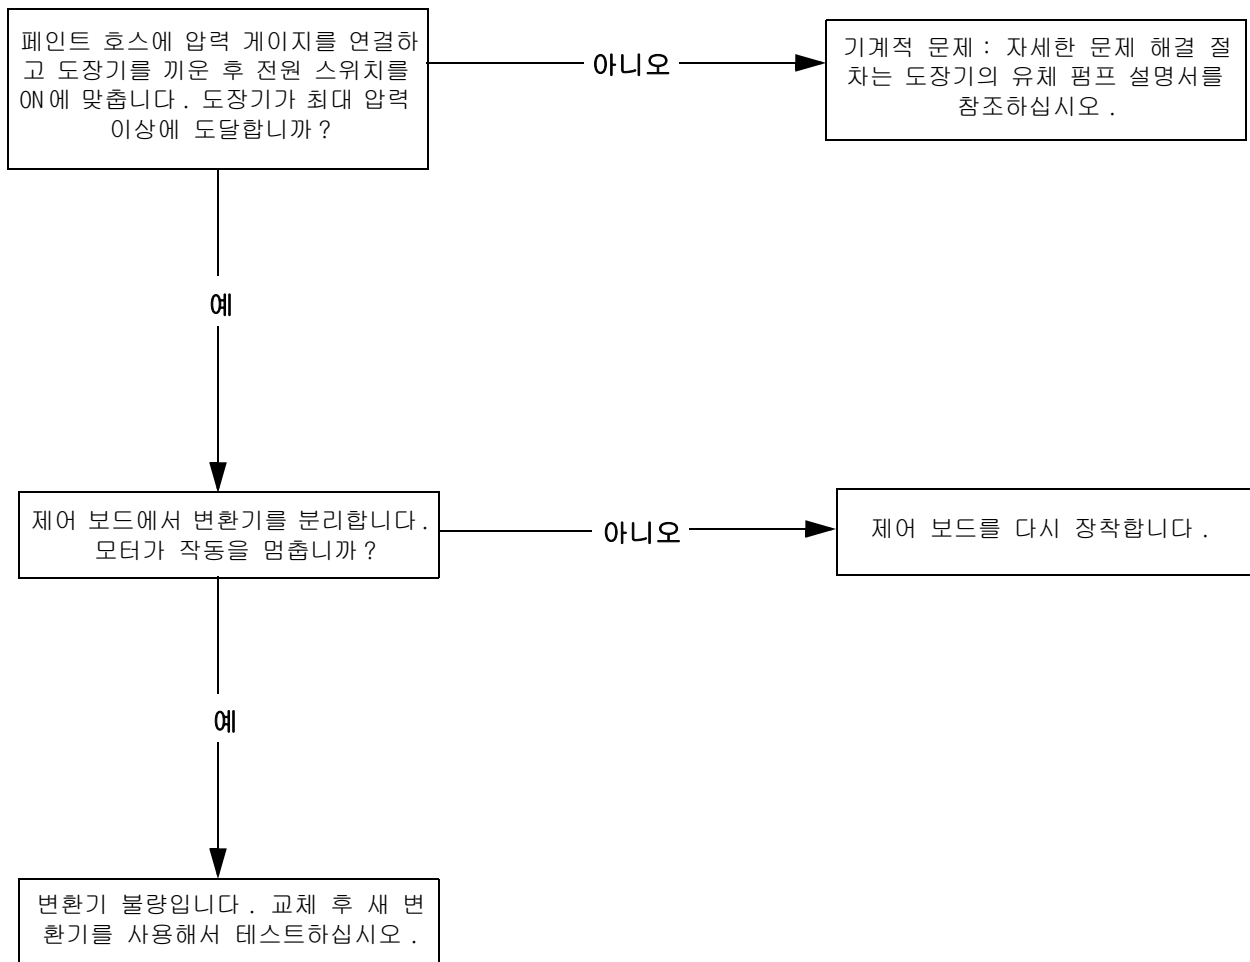 페인트 호스에 압력 게이지를 연결하
고 도장기를 끼운 후 전원 스위치를
ON에 맞춥니다. 도장기가 최대 압력
이상에 도달합니까?
아니오
기계적 문제: 자세한 문제 해결 절
차는 도장기의 유체 펌프 설명서를
참조하십시오.
예
제어 보드에서 변환기를 분리합니다.
모터가 작동을 멈춥니까?
아니오
제어 보드를 다시 장착합니다.
예
변환기 불량입니다. 교체 후 새 변
환기를 사용해서 테스트하십시오.